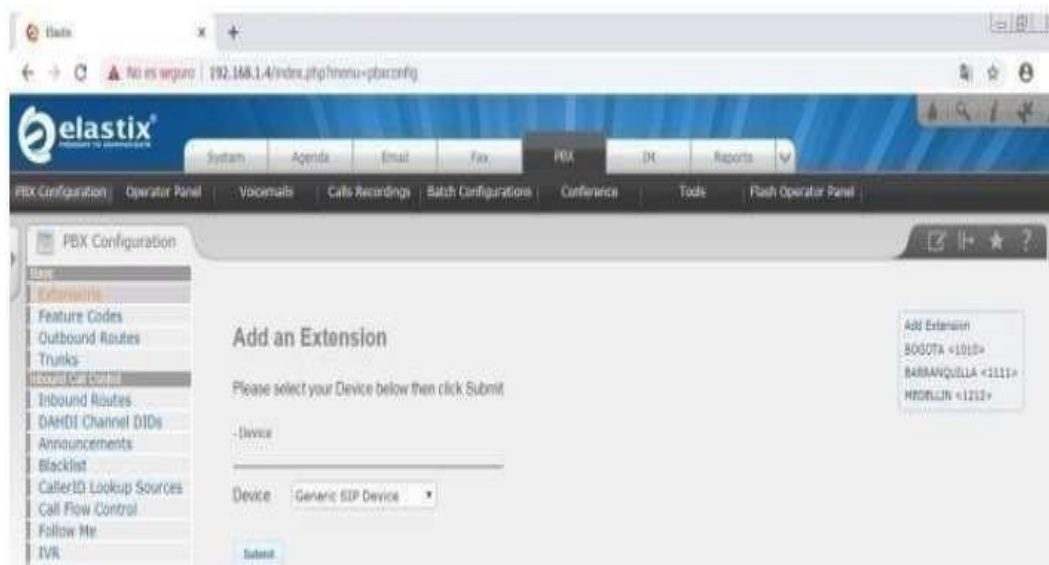 Elastix
No es seguro | 192.168.1.4/index.php?menu=pbxconfig
elastix
System Agenda Email Fax PBX IM Reports
PBX Configuration Operator Panel Voicemails Calls Recordings Batch Configurations Conference Tools Flash Operator Panel
PBX Configuration
Basic
Extensions
Feature Codes
Outbound Routes
Trunks
Inbound Call Control
Inbound Routes
DAHDI Channel DIDs
Announcements
Blacklist
CallerID Lookup Sources
Call Flow Control
Follow Me
IVR
Add an Extension
Please select your Device below then click Submit
- Device
Device Generic SIP Device
Submit
Add Extension
BOGOTA <1010>
BARRANQUILLA <1111>
MEDELLIN <1212>